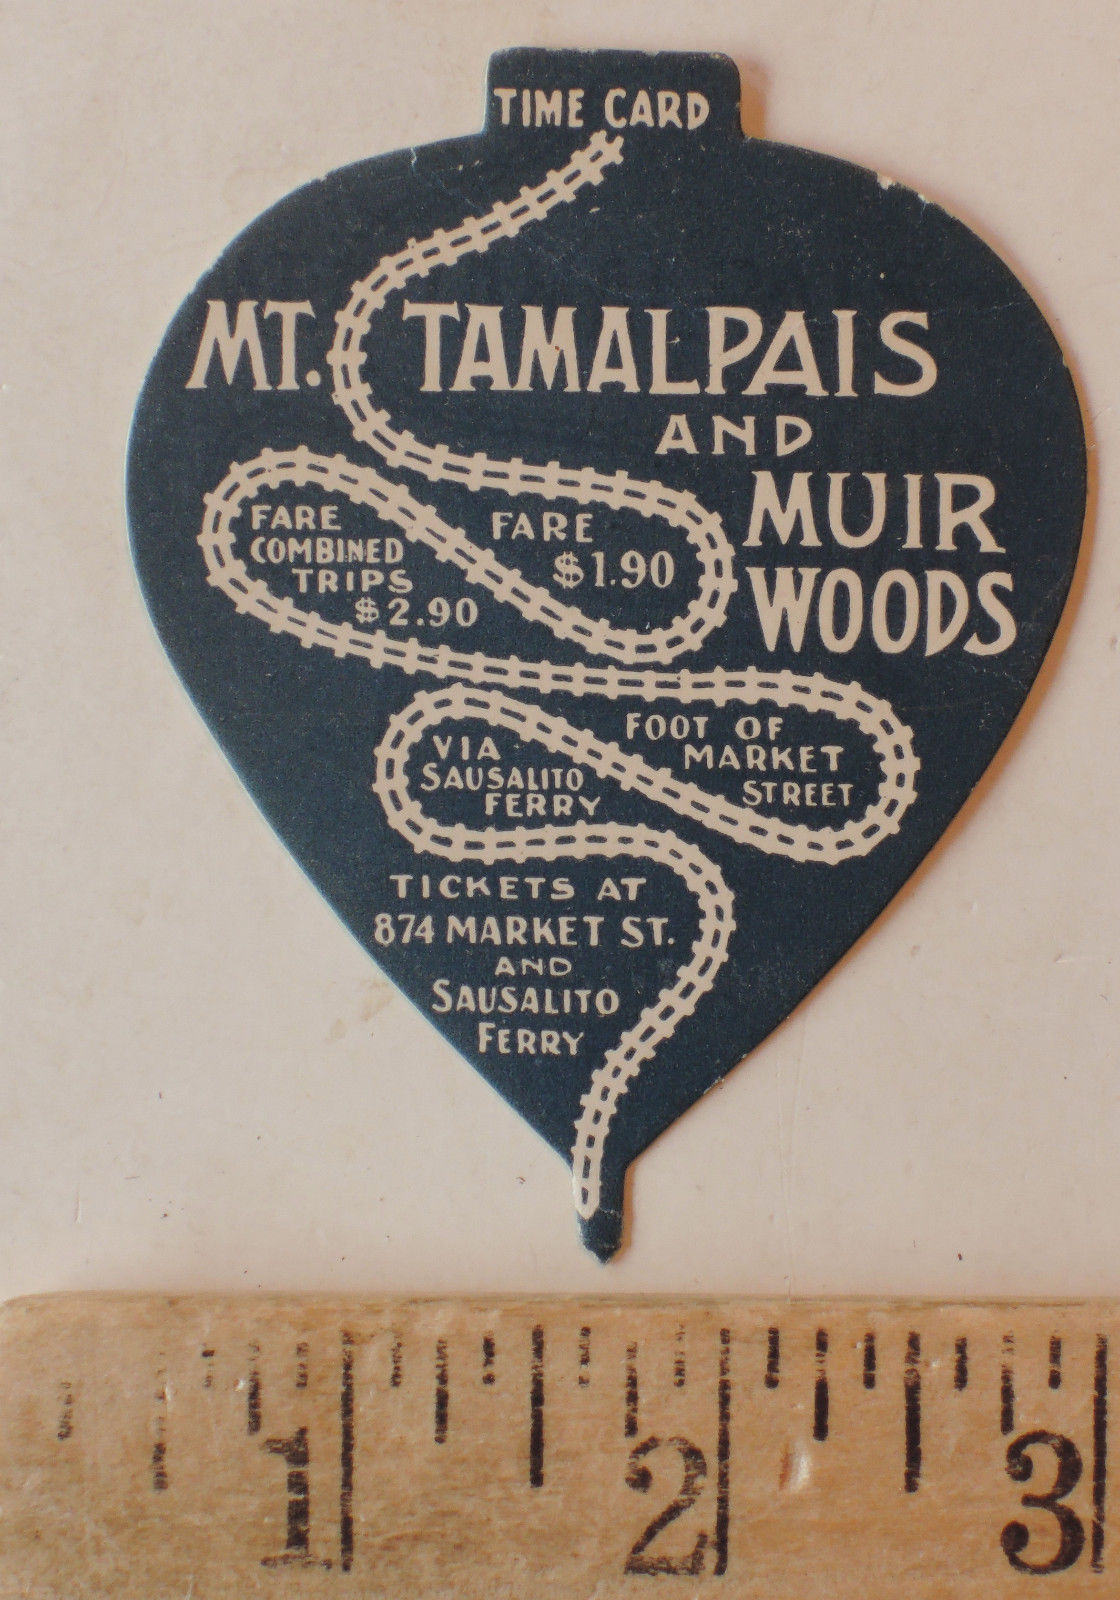 TIME CARD
MT. TAMALPAIS
AND
MUIR
WOODS
FARE
COMBINED
TRIPS
$2.90
FARE
$1.90
FOOT OF
MARKET
STREET
VIA
SAUSALITO
FERRY
TICKETS AT
874 MARKET ST.
AND
SAUSALITO
FERRY
1 2 3